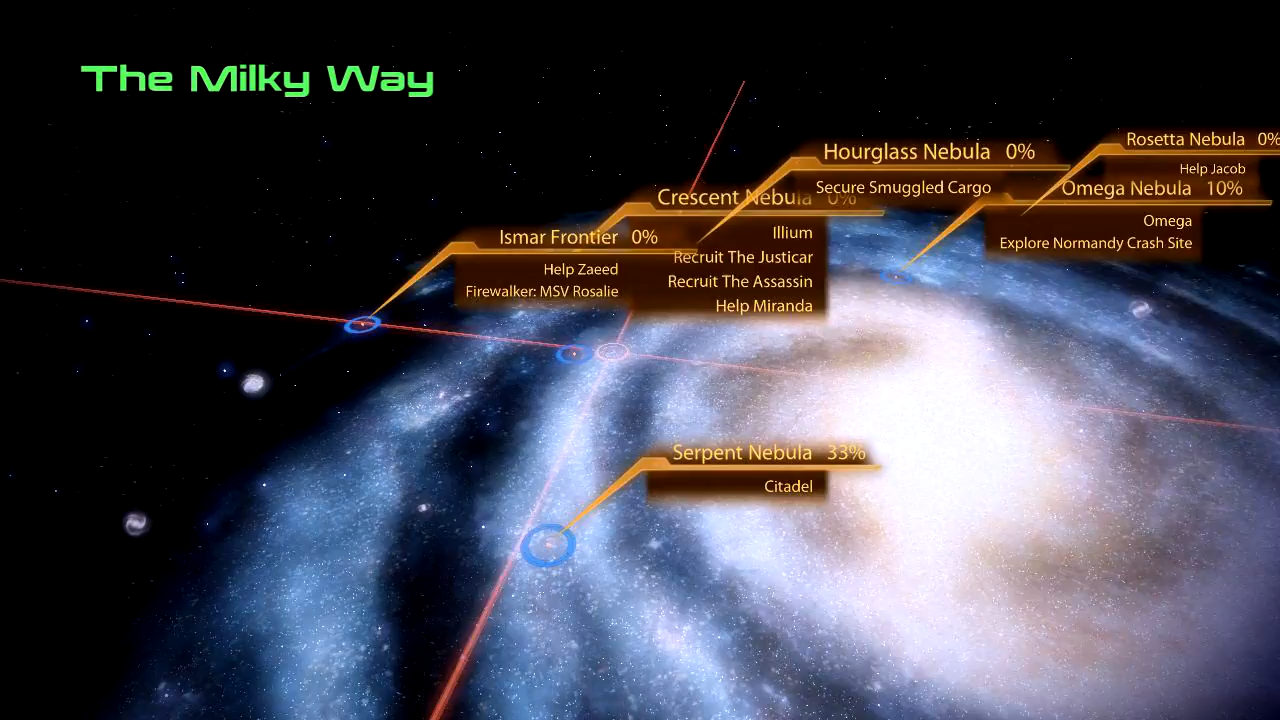 The Milky Way
Rosetta Nebula 0%
Help Jacob
Hourglass Nebula 0%
Secure Smuggled Cargo
Omega Nebula 10%
Omega
Explore Normandy Crash Site
Crescent Nebula 0%
Illium
Recruit The Justicar
Recruit The Assassin
Help Miranda
Ismar Frontier 0%
Help Zaeed
Firewalker: MSV Rosalie
Serpent Nebula 33%
Citadel